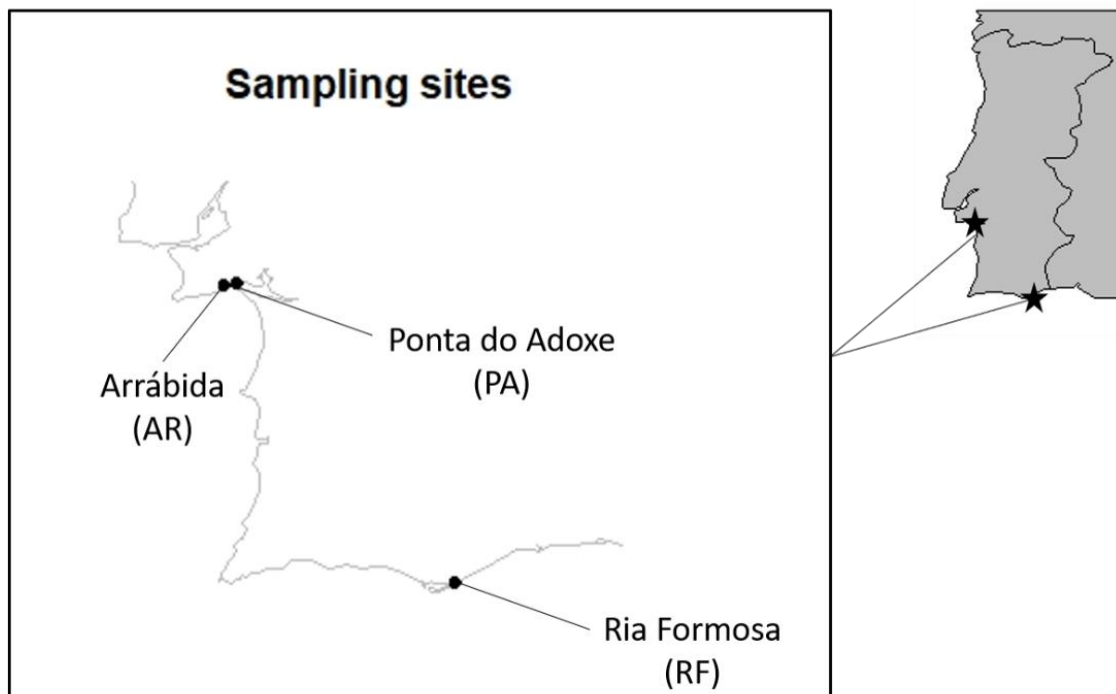 Sampling sites
Ponta do Adoxe
(PA)
Arrábida
(AR)
Ria Formosa
(RF)